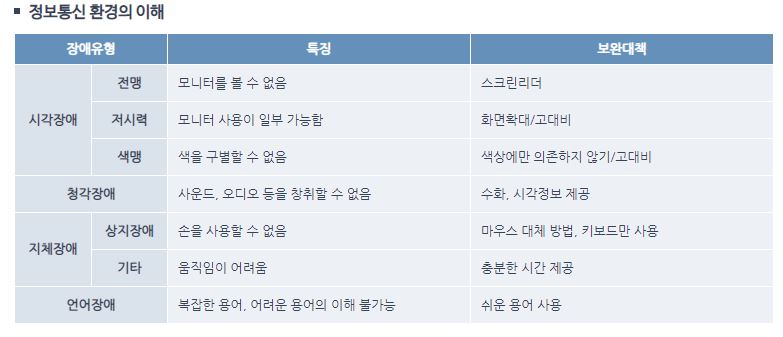 정보통신 환경의 이해
장애유형 특징 보완대책
시각장애 전맹 모니터를 볼 수 없음 스크린리더
저시력 모니터 사용이 일부 가능함 화면확대/고대비
색맹 색을 구별할 수 없음 색상에만 의존하지 않기/고대비
청각장애 사운드, 오디오 등을 창취할 수 없음 수화, 시각정보 제공
지체장애 상지장애 손을 사용할 수 없음 마우스 대체 방법, 키보드만 사용
기타 움직임이 어려움 충분한 시간 제공
언어장애 복잡한 용어, 어려운 용어의 이해 불가능 쉬운 용어 사용